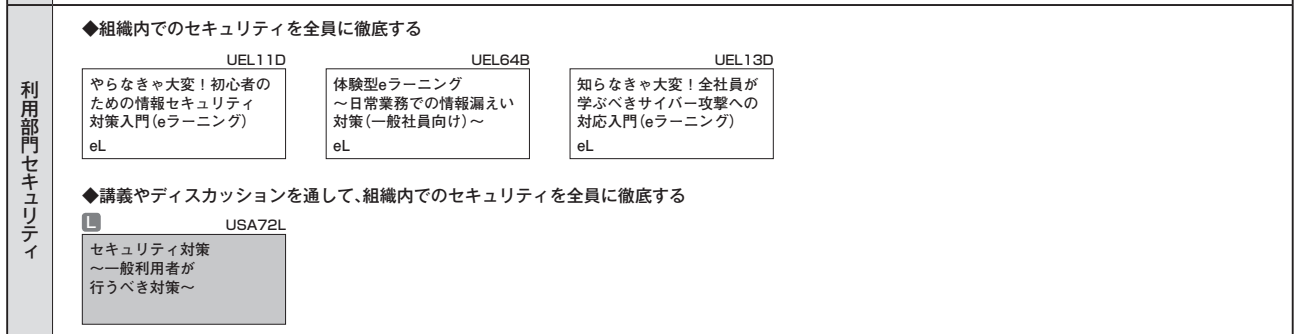 利用部門セキュリティ
◆組織内でのセキュリティを全員に徹底する
UEL11D
やらなきゃ大変！初心者の
ための情報セキュリティ
対策入門（eラーニング）
eL
UEL64B
体験型eラーニング
～日常業務での情報漏えい
対策（一般社員向け）～
eL
UEL13D
知らなきゃ大変！全社員が
学ぶべきサイバー攻撃への
対応入門（eラーニング）
eL
◆講義やディスカッションを通して、組織内でのセキュリティを全員に徹底する
L
USA72L
セキュリティ対策
～一般利用者が
行うべき対策～